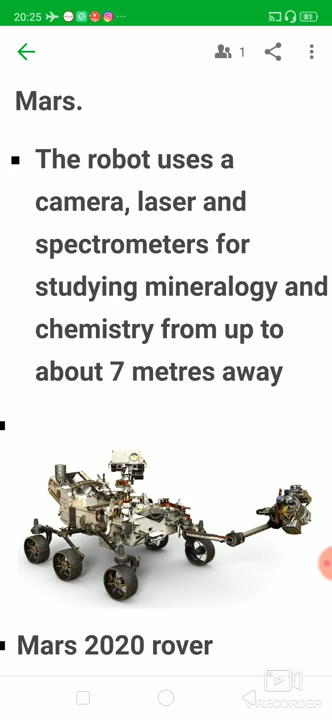 20:25
81
1
Mars.
The robot uses a
camera, laser and
spectrometers for
studying mineralogy and
chemistry from up to
about 7 metres away
Mars 2020 rover
RECORDER